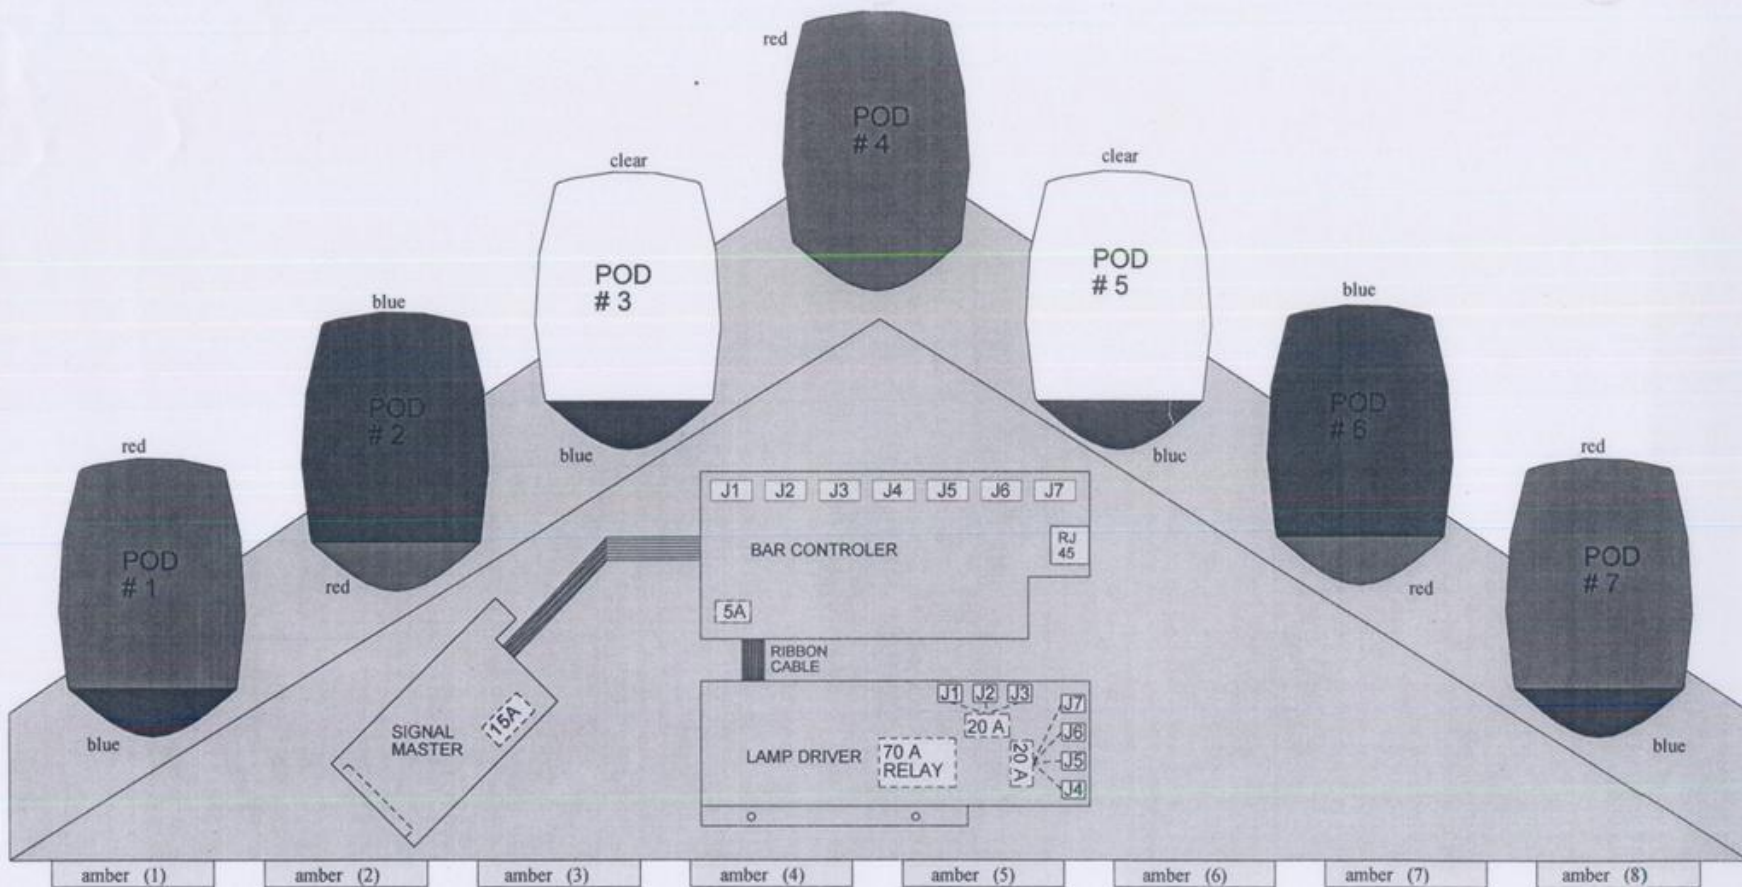 red
POD
# 4
clear
POD
# 3
clear
POD
# 5
blue
POD
# 2
red
blue
blue
blue
POD
# 6
red
red
POD
# 1
blue
red
POD
# 7
blue
J1 J2 J3 J4 J5 J6 J7
BAR CONTROLER
RJ
45
5A
RIBBON
CABLE
SIGNAL
MASTER
15A
J1 J2 J3
20 A
J7
J6
J5
J4
20 A
LAMP DRIVER
70 A
RELAY
amber (1) amber (2) amber (3) amber (4) amber (5) amber (6) amber (7) amber (8)